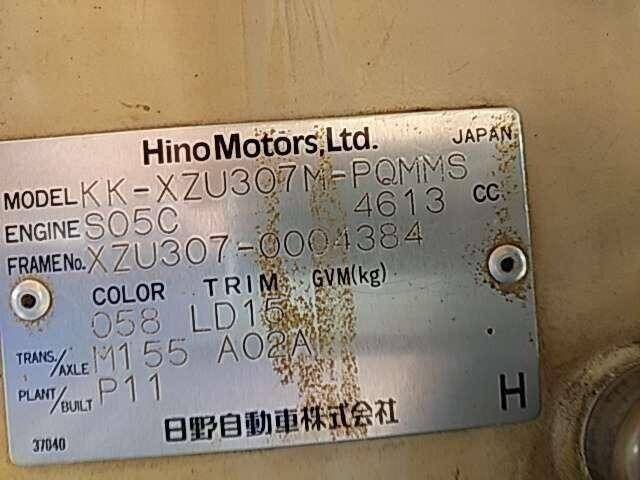 Hino Motors, Ltd. JAPAN
MODEL KK-XZU307M-PQMMS
ENGINE S05C 4613 CC
FRAME No. XZU307-0004384
COLOR TRIM GVM(kg)
058 LD15
TRANS./AXLE M155 A02A
PLANT/BUILT P11
H
37040 日野自動車株式会社